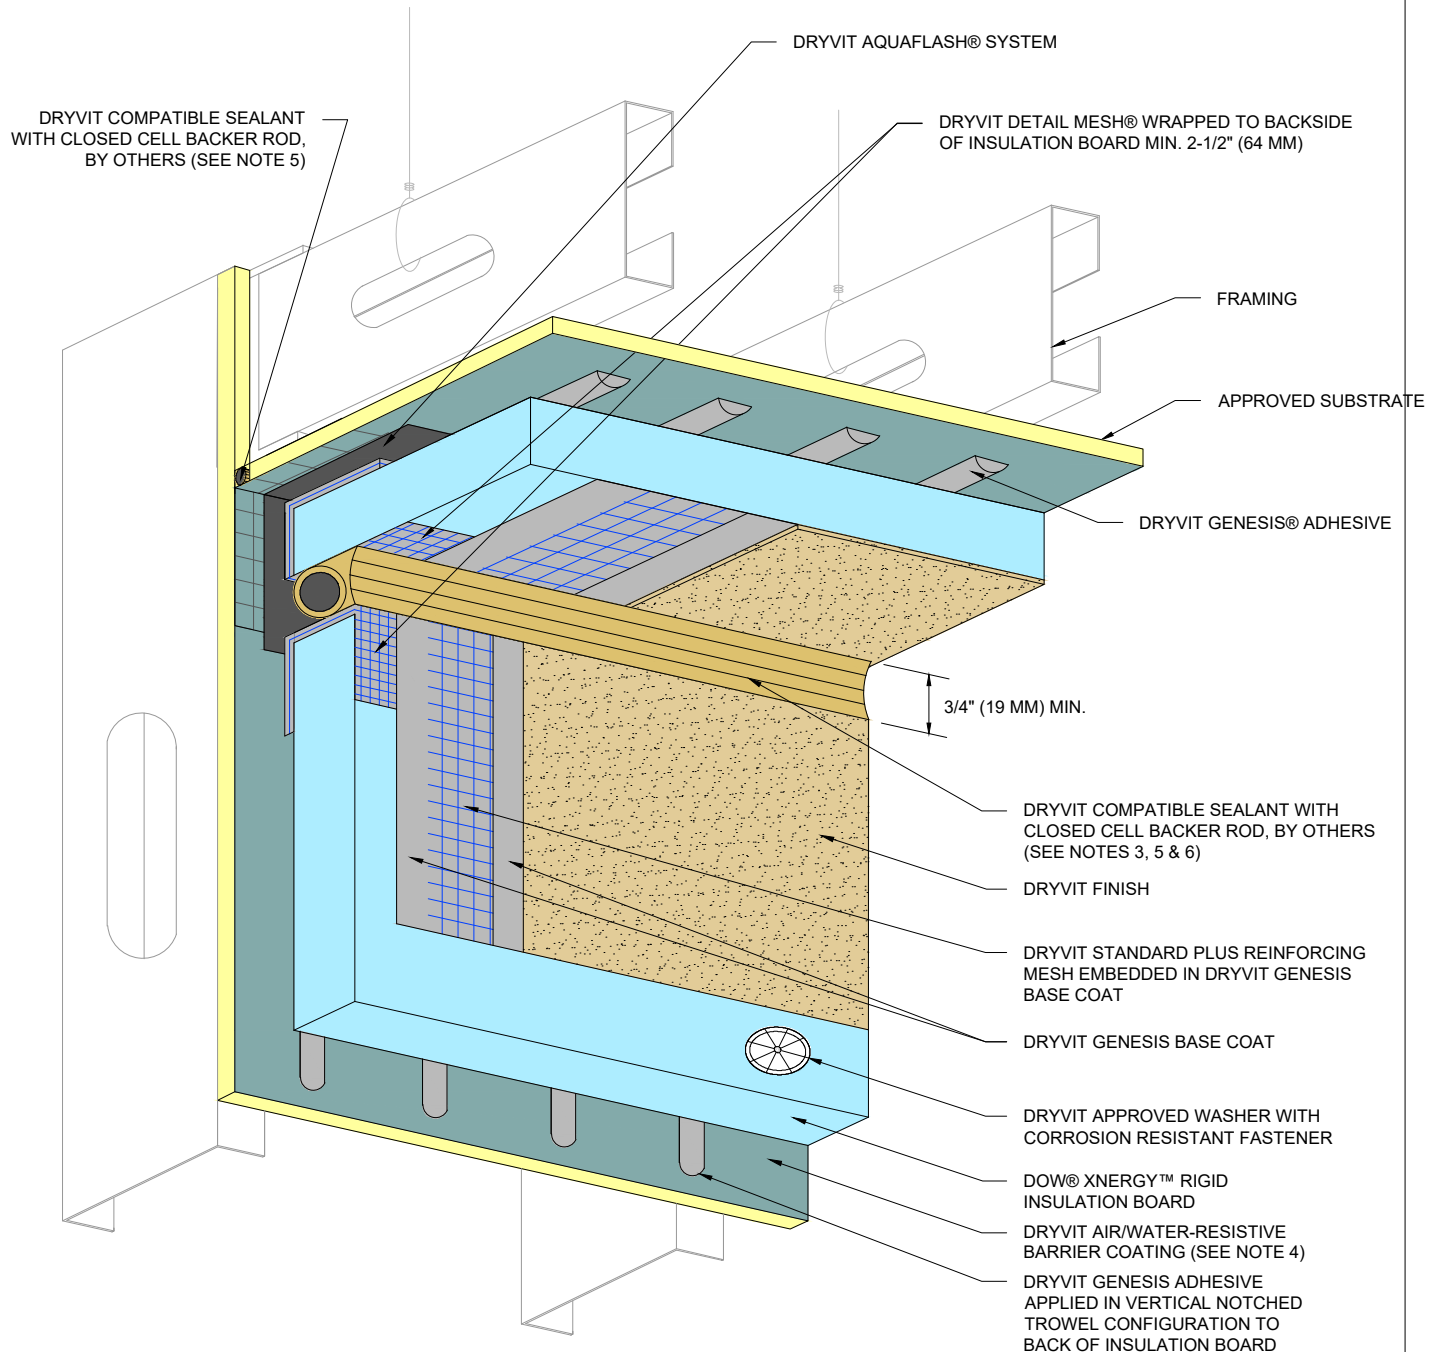 DRYVIT AQUAFLASH® SYSTEM
DRYVIT COMPATIBLE SEALANT
WITH CLOSED CELL BACKER ROD,
BY OTHERS (SEE NOTE 5)
DRYVIT DETAIL MESH® WRAPPED TO BACKSIDE
OF INSULATION BOARD MIN. 2-1/2" (64 MM)
FRAMING
APPROVED SUBSTRATE
DRYVIT GENESIS® ADHESIVE
3/4" (19 MM) MIN.
DRYVIT COMPATIBLE SEALANT WITH
CLOSED CELL BACKER ROD, BY OTHERS
(SEE NOTES 3, 5 & 6)
DRYVIT FINISH
DRYVIT STANDARD PLUS REINFORCING
MESH EMBEDDED IN DRYVIT GENESIS
BASE COAT
DRYVIT GENESIS BASE COAT
DRYVIT APPROVED WASHER WITH
CORROSION RESISTANT FASTENER
DOW® XNERGY™ RIGID
INSULATION BOARD
DRYVIT AIR/WATER-RESISTIVE
BARRIER COATING (SEE NOTE 4)
DRYVIT GENESIS ADHESIVE
APPLIED IN VERTICAL NOTCHED
TROWEL CONFIGURATION TO
BACK OF INSULATION BOARD